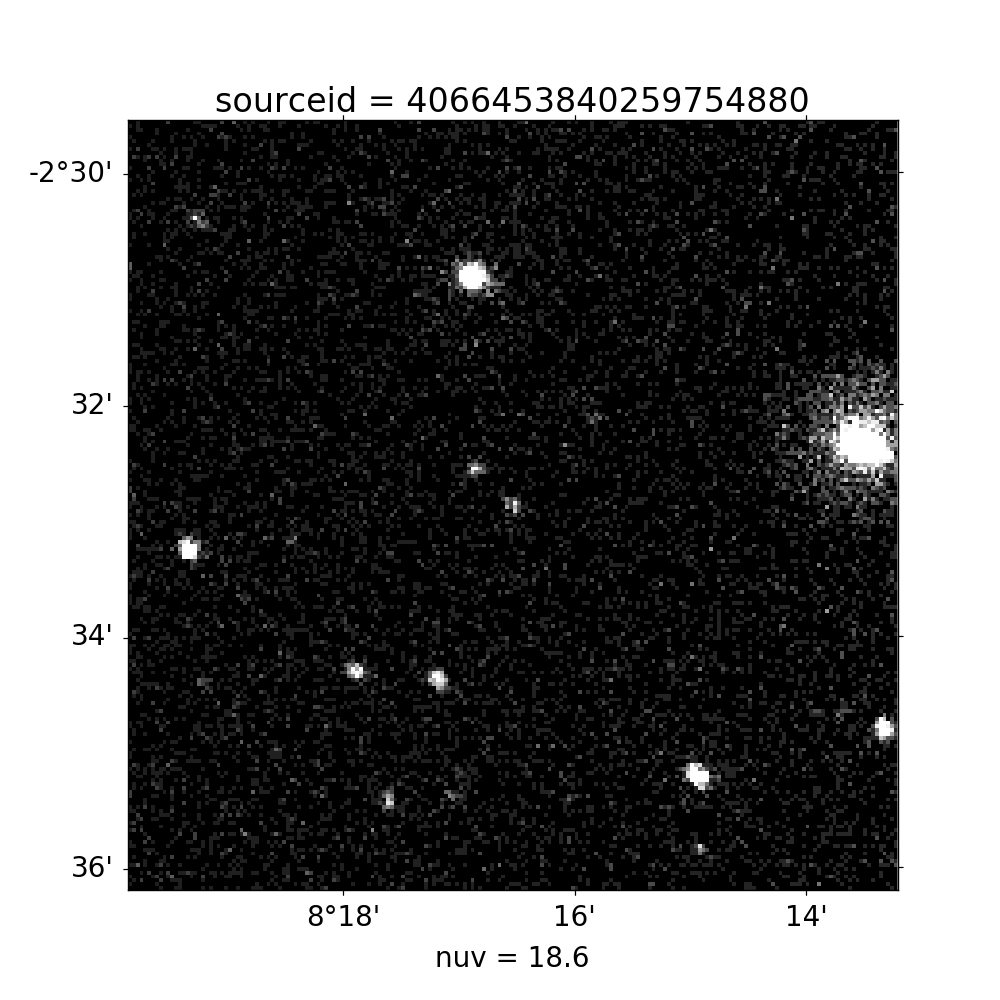 sourceid = 4066453840259754880
-2°30'
32'
34'
36'
8°18' 16' 14'
nuv = 18.6